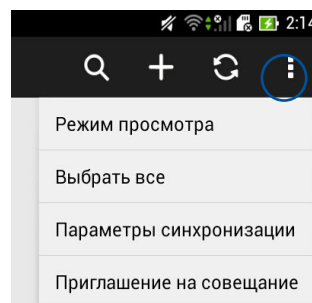 2:14
Режим просмотра
Выбрать все
Параметры синхронизации
Приглашение на совещание